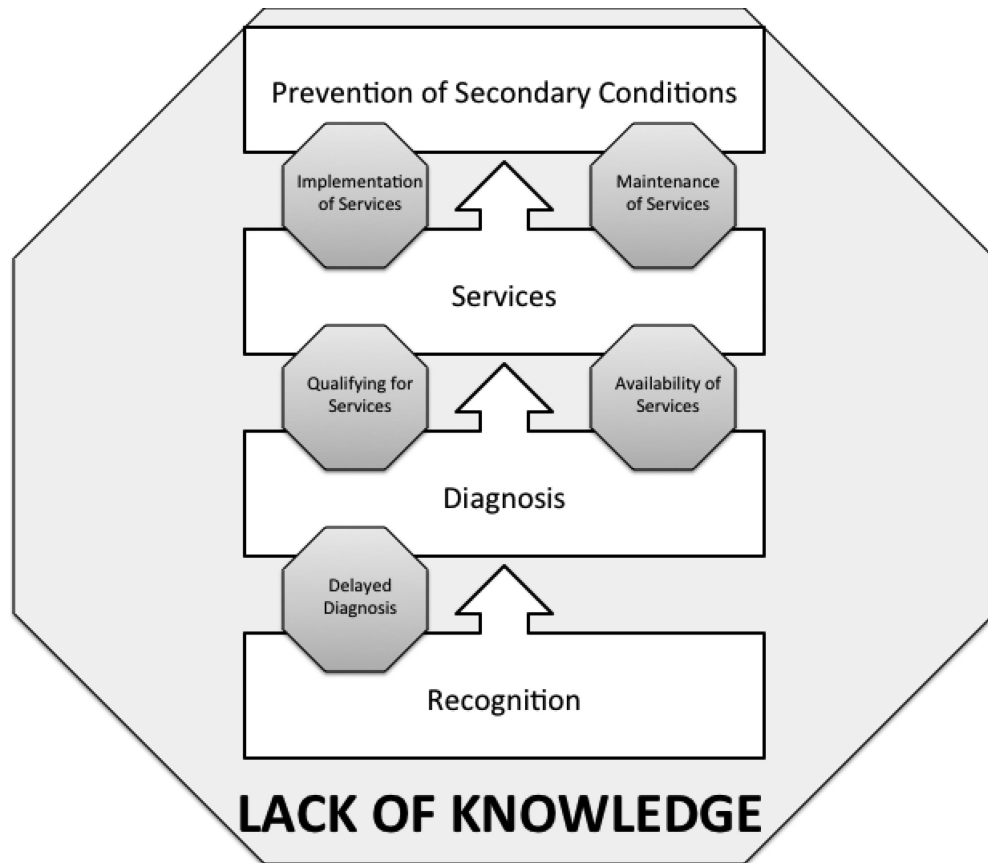 Prevention of Secondary Conditions
Implementation
of Services
Maintenance
of Services
Services
Qualifying for
Services
Availability of
Services
Diagnosis
Delayed
Diagnosis
Recognition
LACK OF KNOWLEDGE